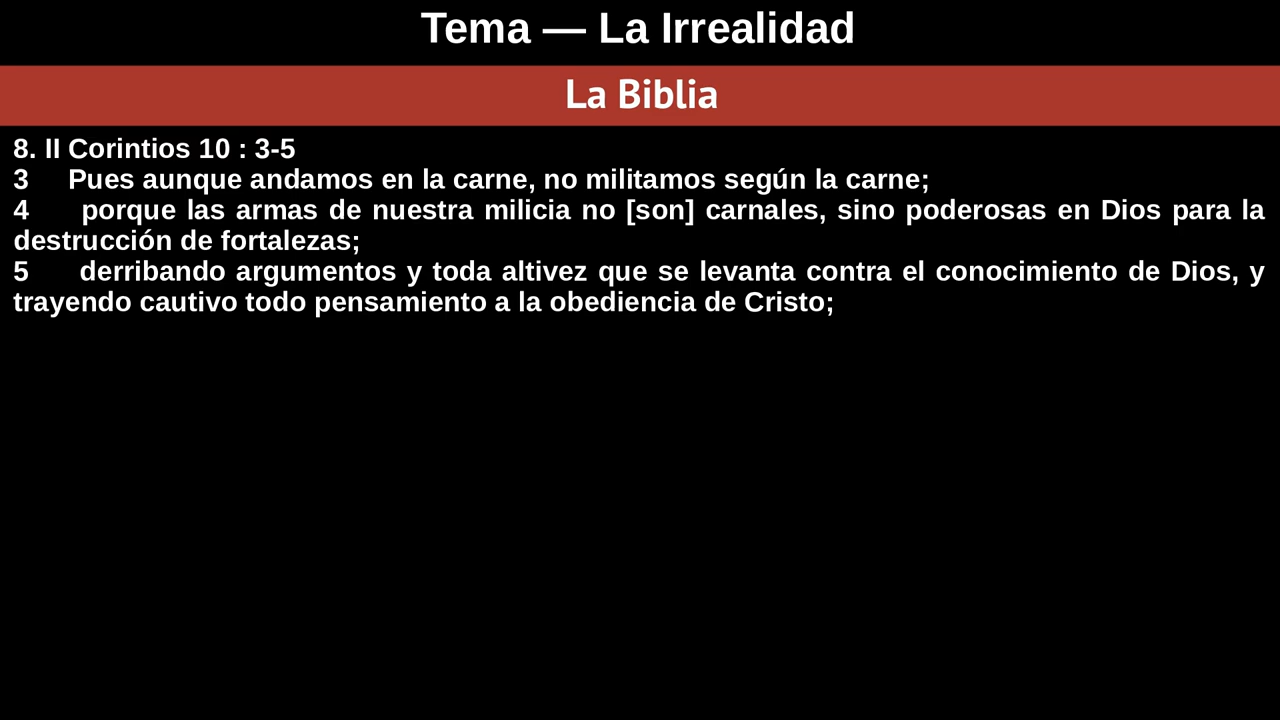 Tema — La Irrealidad
La Biblia
8. II Corintios 10 : 3-5
3 Pues aunque andamos en la carne, no militamos según la carne;
4 porque las armas de nuestra milicia no [son] carnales, sino poderosas en Dios para la
destrucción de fortalezas;
5 derribando argumentos y toda altivez que se levanta contra el conocimiento de Dios, y
trayendo cautivo todo pensamiento a la obediencia de Cristo;